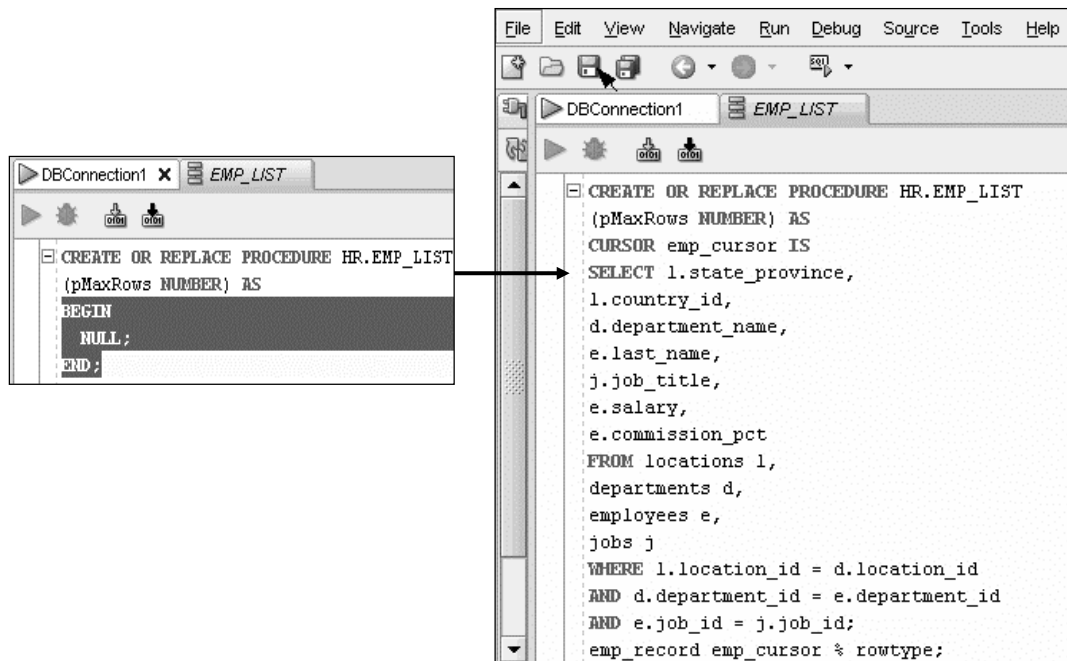 DBConnection1
EMP_LIST
CREATE OR REPLACE PROCEDURE HR.EMP_LIST
(pMaxRows NUMBER) AS
BEGIN
NULL;
END;
File Edit View Navigate Run Debug Source Tools Help
DBConnection1
EMP_LIST
CREATE OR REPLACE PROCEDURE HR.EMP_LIST
(pMaxRows NUMBER) AS
CURSOR emp_cursor IS
SELECT l.state_province,
l.country_id,
d.department_name,
e.last_name,
j.job_title,
e.salary,
e.commission_pct
FROM locations l,
departments d,
employees e,
jobs j
WHERE l.location_id = d.location_id
AND d.department_id = e.department_id
AND e.job_id = j.job_id;
emp_record emp_cursor % rowtype;